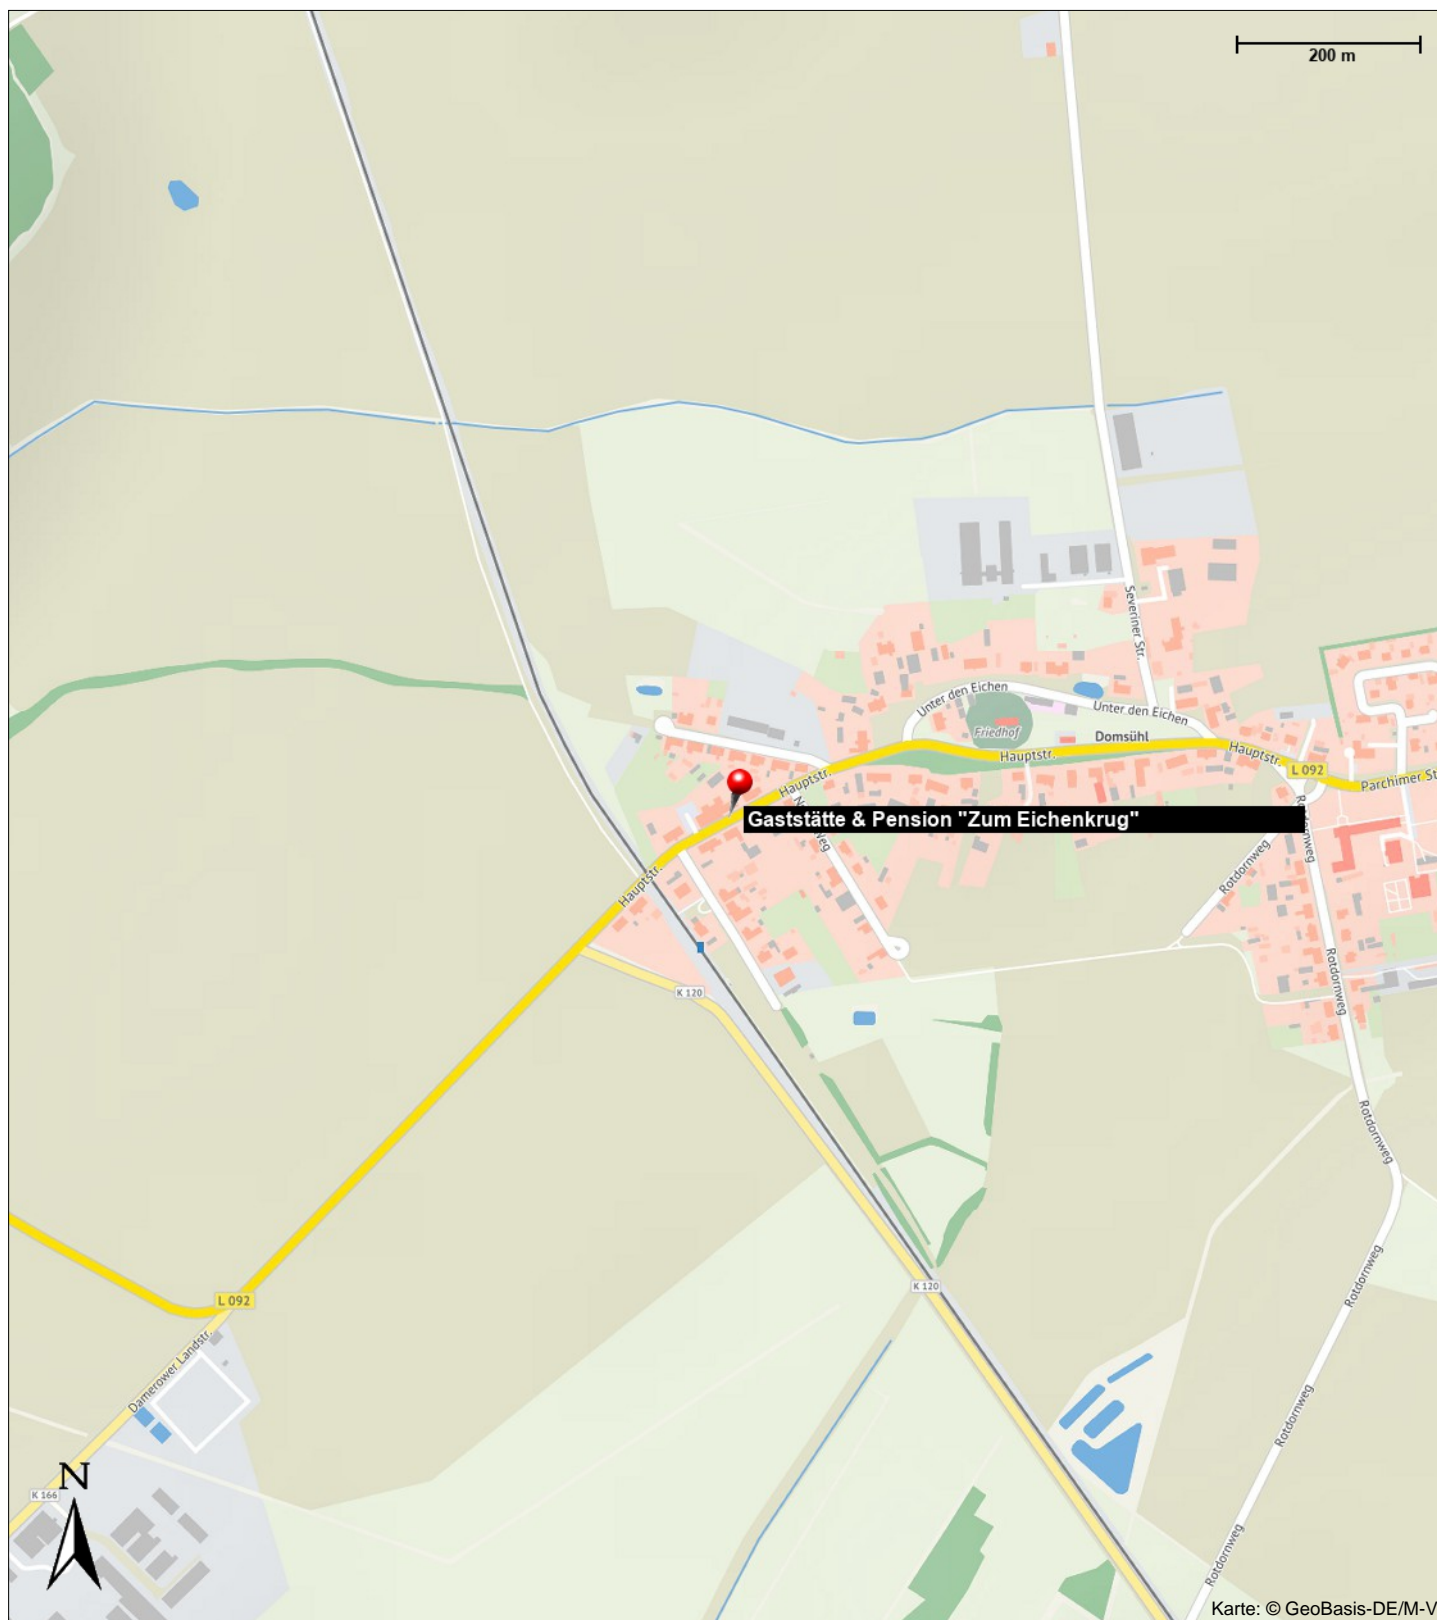 200 m
Severiner Str.
Unter den Eichen
Unter den Eichen
Friedhof
Domsühl
Hauptstr.
Hauptstr.
Hauptstr.
L 092
Parchimer St
Gaststätte & Pension "Zum Eichenkrug"
Rotdornweg
Rotdornweg
Hauptstr.
Rotdornweg
K 120
Rotdornweg
K 120
Rotdornweg
L 092
Damerower Landstr.
Rotdornweg
N
K 166
Rotdornweg
Karte: © GeoBasis-DE/M-V